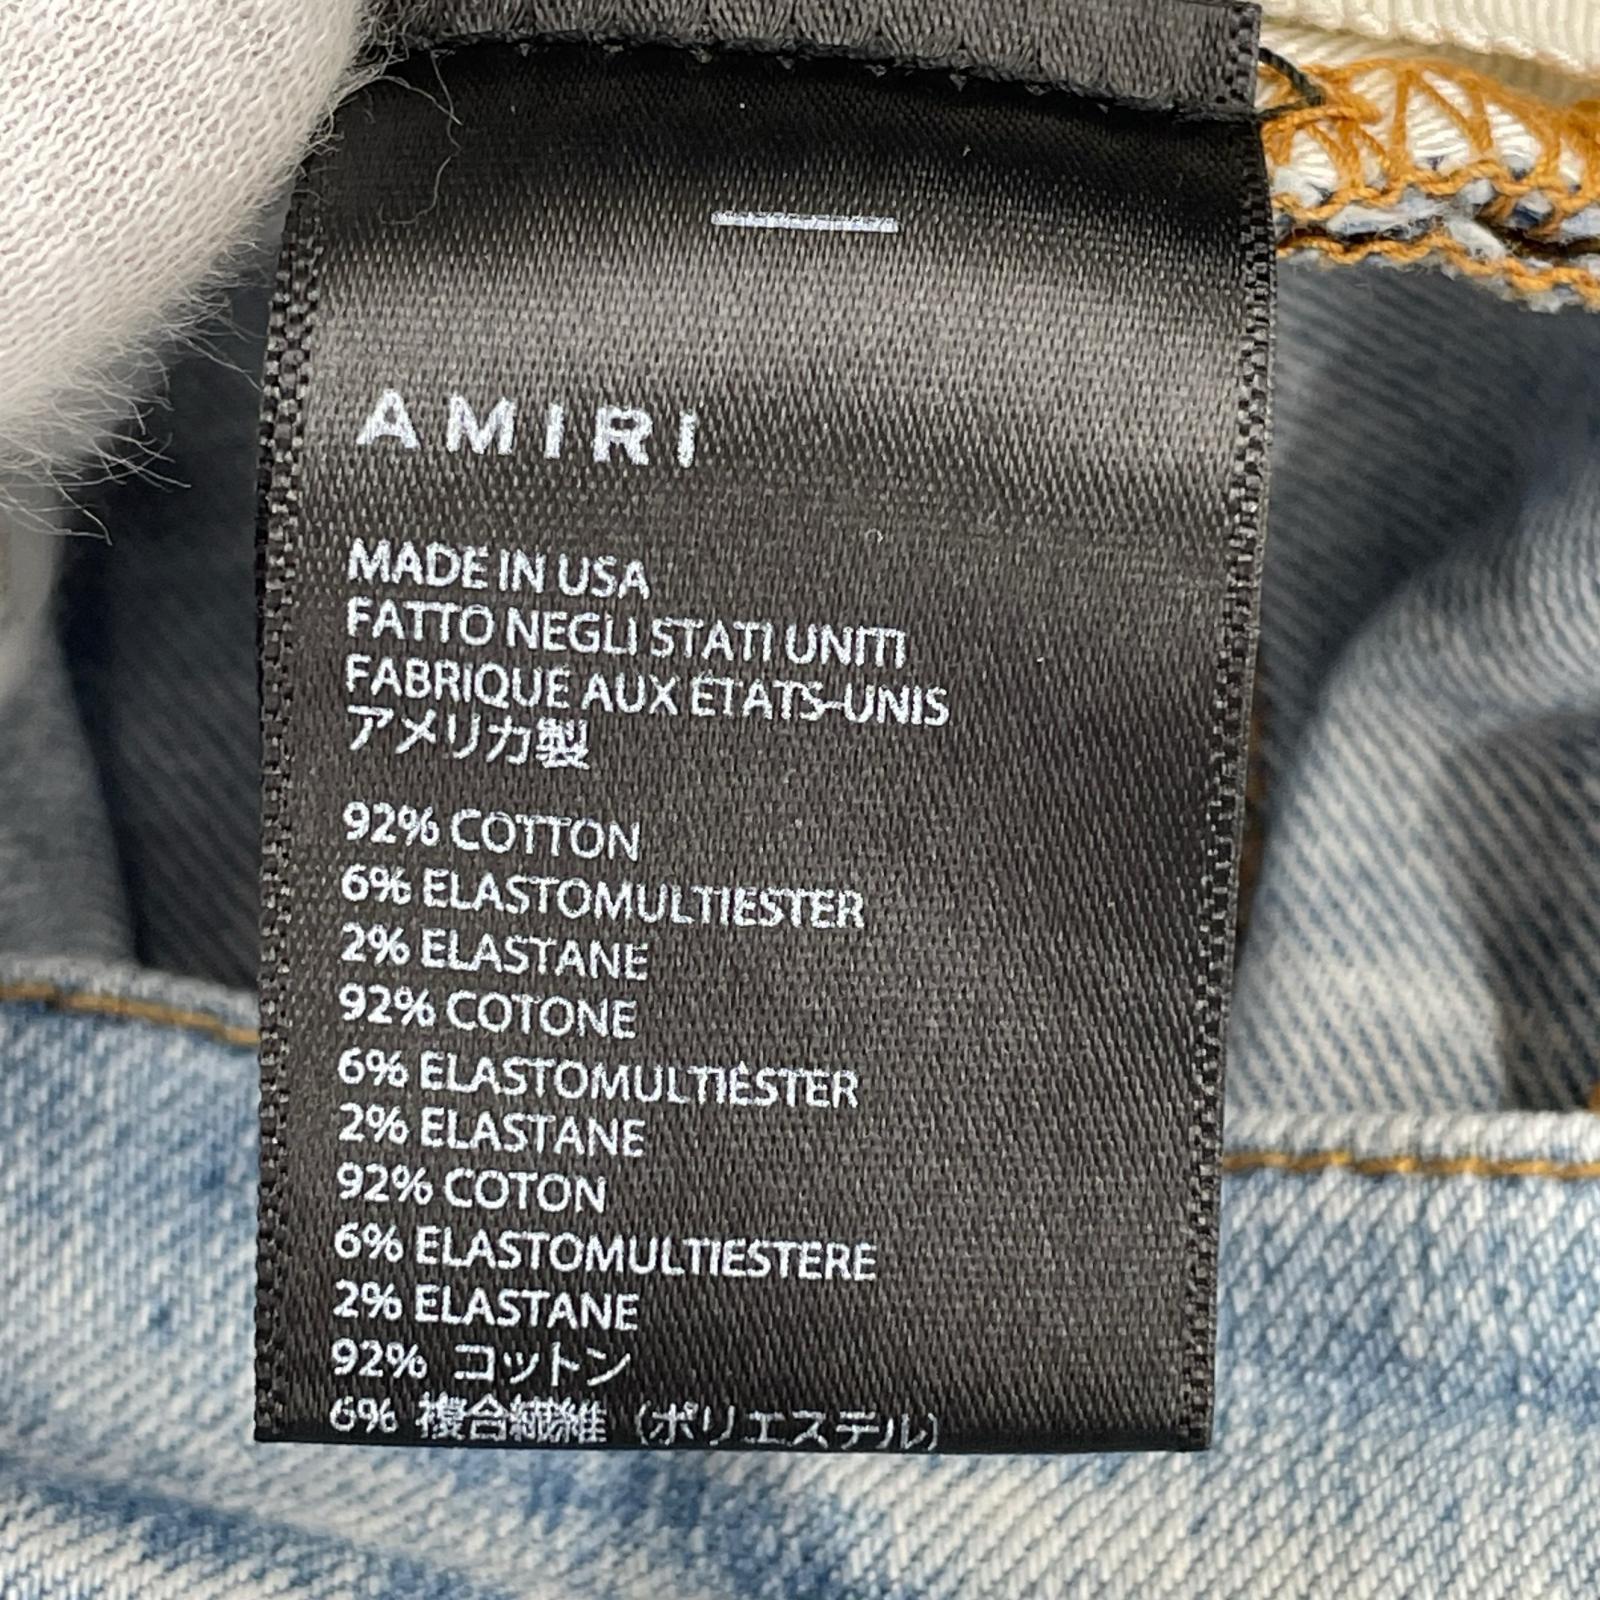 AMIRI
MADE IN USA
FATTO NEGLI STATI UNITI
FABRIQUE AUX ETATS-UNIS
アメリカ製
92% COTTON
6% ELASTOMULTIESTER
2% ELASTANE
92% COTONE
6% ELASTOMULTIESTER
2% ELASTANE
92% COTON
6% ELASTOMULTIESTERE
2% ELASTANE
92% コットン
6% 複合繊維（ポリエステル）